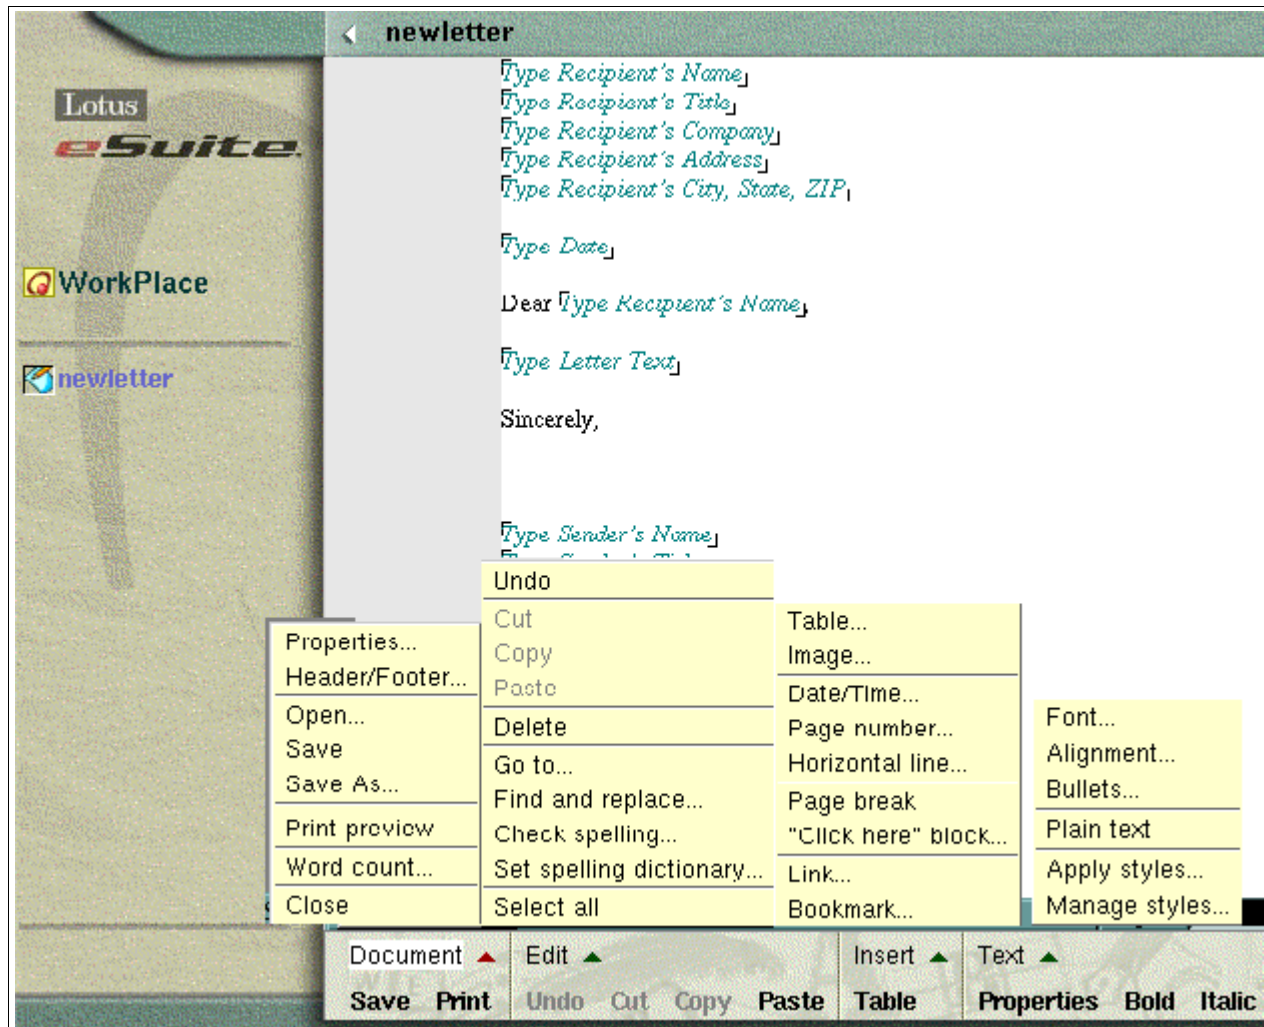 newletter
Lotus
eSuite
WorkPlace
newletter
Type Recipient's Name
Type Recipient's Title
Type Recipient's Company
Type Recipient's Address
Type Recipient's City, State, ZIP
Type Date
Dear Type Recipient's Name,
Type Letter Text
Sincerely,
Type Sender's Name
Properties...
Header/Footer...
Open...
Save
Save As...
Print preview
Word count...
Close
Undo
Cut
Copy
Paste
Delete
Go to...
Find and replace...
Check spelling...
Set spelling dictionary...
Select all
Table...
Image...
Date/Time...
Page number...
Horizontal line...
Page break
"Click here" block...
Link...
Bookmark...
Font...
Alignment...
Bullets...
Plain text
Apply styles...
Manage styles...
Document Edit Insert Text
Save Print Undo Cut Copy Paste Table Properties Bold Italic